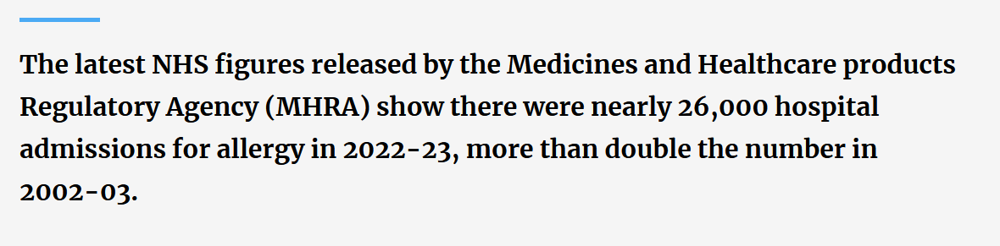 The latest NHS figures released by the Medicines and Healthcare products
Regulatory Agency (MHRA) show there were nearly 26,000 hospital
admissions for allergy in 2022-23, more than double the number in
2002-03.